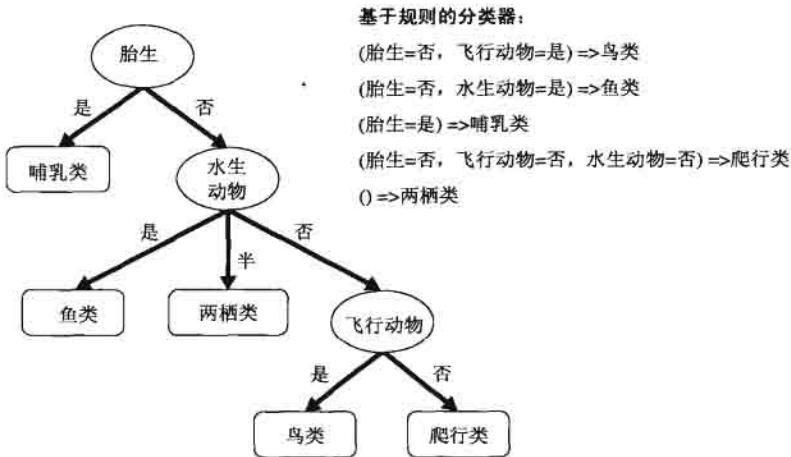 基于规则的分类器：
(胎生=否，飞行动物=是)=>鸟类
(胎生=否，水生动物=是)=>鱼类
(胎生=是)=>哺乳类
(胎生=否，飞行动物=否，水生动物=否)=>爬行类
()=>两栖类
胎生
是
否
哺乳类
水生
动物
是
半
否
鱼类
两栖类
飞行动物
是
否
鸟类
爬行类